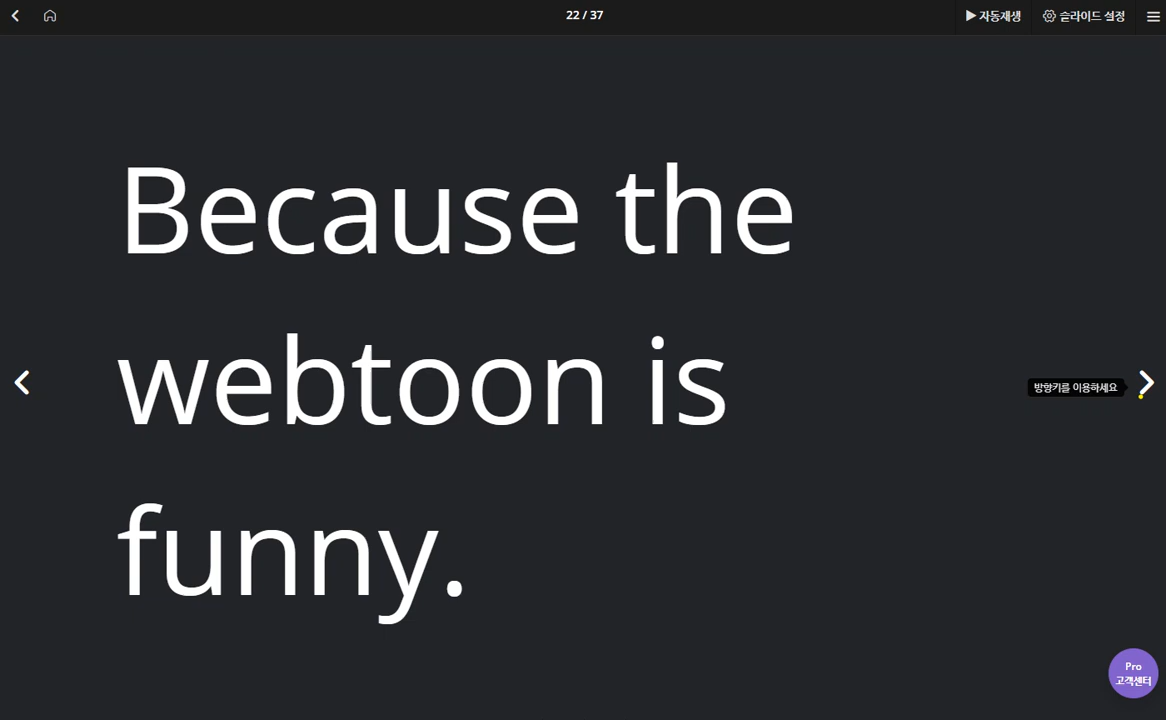 22 / 37
자동재생
슬라이드 설정
Because the
webtoon is
funny.
방향키를 이용하세요
Pro
고객센터